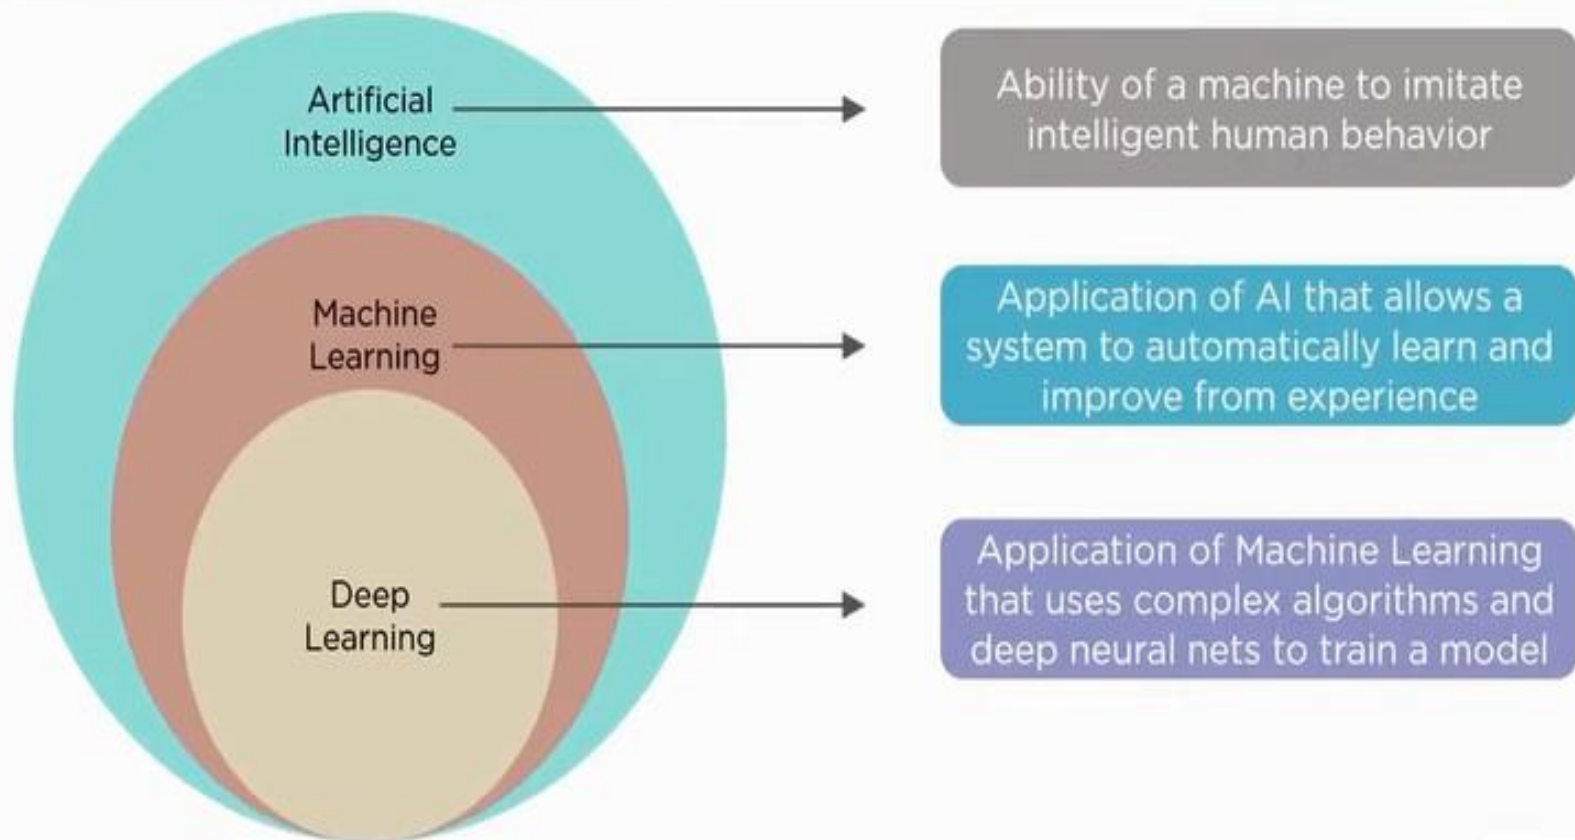 Artificial
Intelligence
Ability of a machine to imitate
intelligent human behavior
Machine
Learning
Application of AI that allows a
system to automatically learn and
improve from experience
Deep
Learning
Application of Machine Learning
that uses complex algorithms and
deep neural nets to train a model